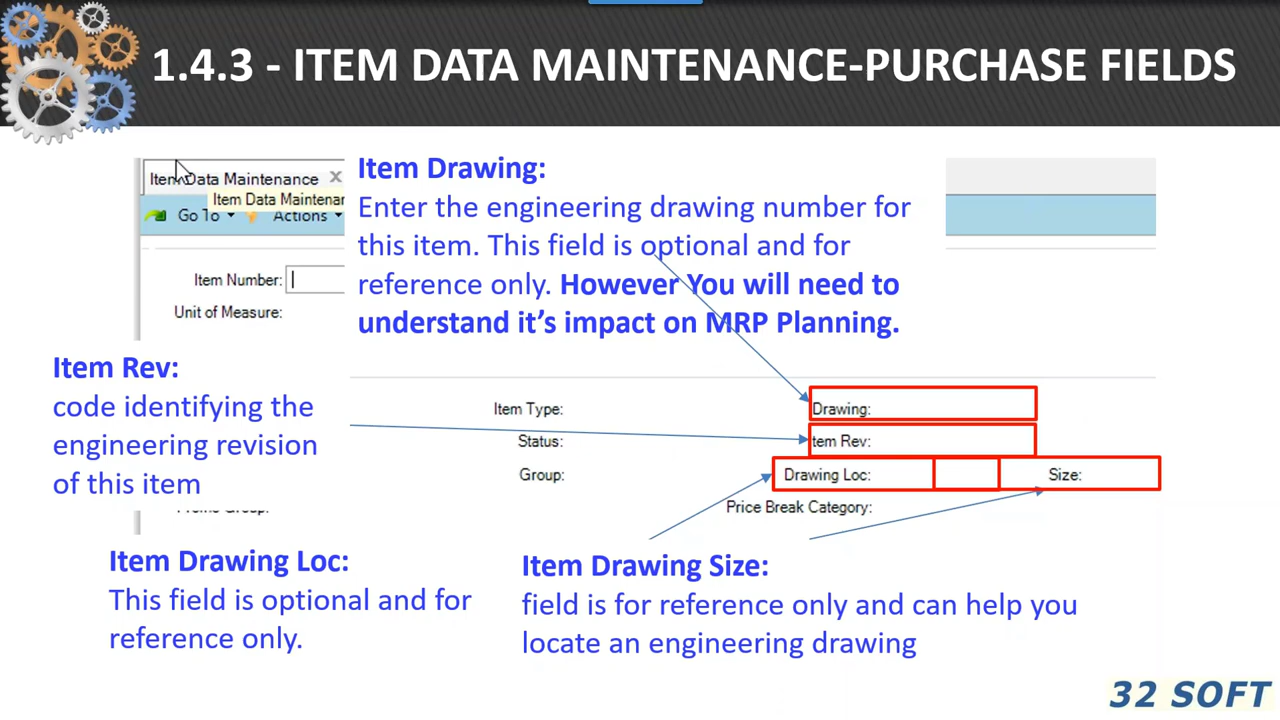 1.4.3 - ITEM DATA MAINTENANCE-PURCHASE FIELDS
Item Data Maintenance
Item Data Maintenan
Go To
Actions
Item Number:
Unit of Measure:
Item Drawing:
Enter the engineering drawing number for
this item. This field is optional and for
reference only. However You will need to
understand it’s impact on MRP Planning.
Item Rev:
code identifying the
engineering revision
of this item
Item Type:
Drawing:
Status:
tem Rev:
Group:
Drawing Loc:
Size:
Price Break Category:
Item Drawing Loc:
This field is optional and for
reference only.
Item Drawing Size:
field is for reference only and can help you
locate an engineering drawing
32 SOFT